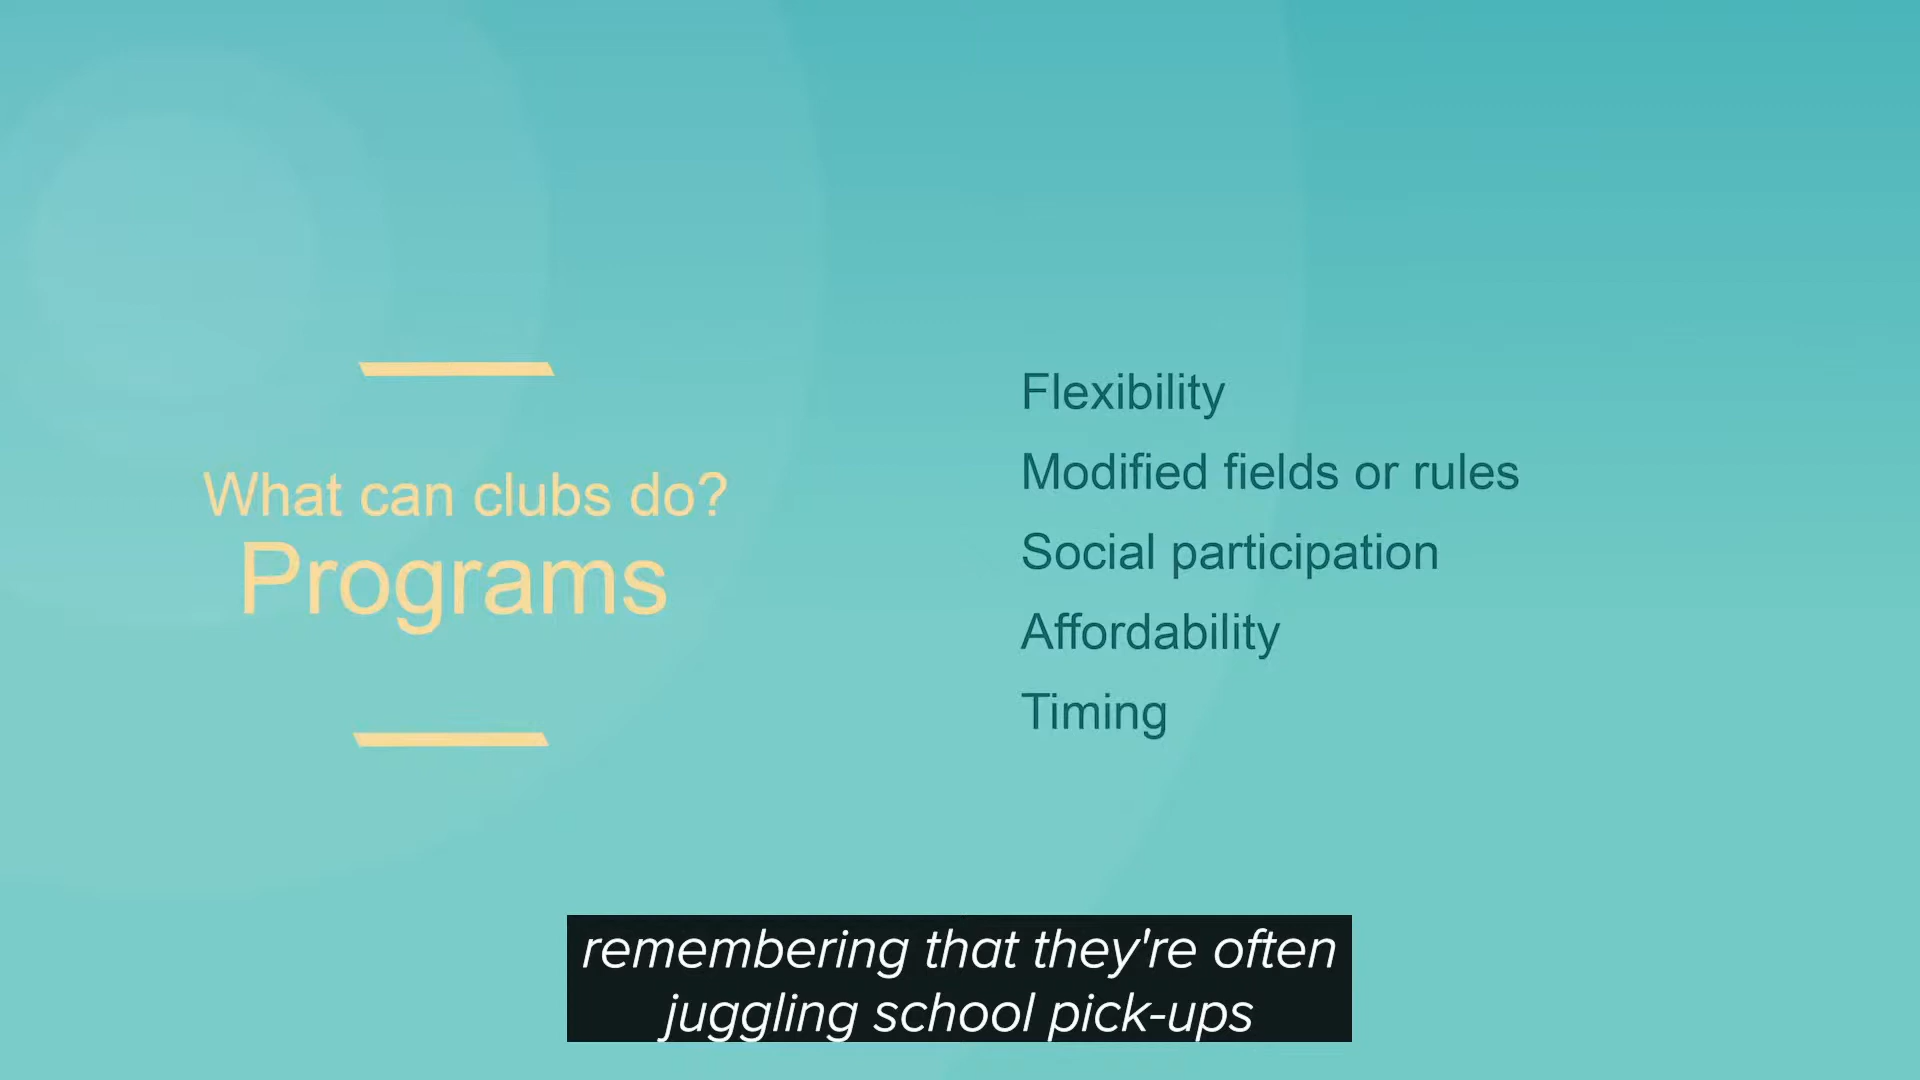 What can clubs do?
Programs
Flexibility
Modified fields or rules
Social participation
Affordability
Timing
remembering that they're often
juggling school pick-ups